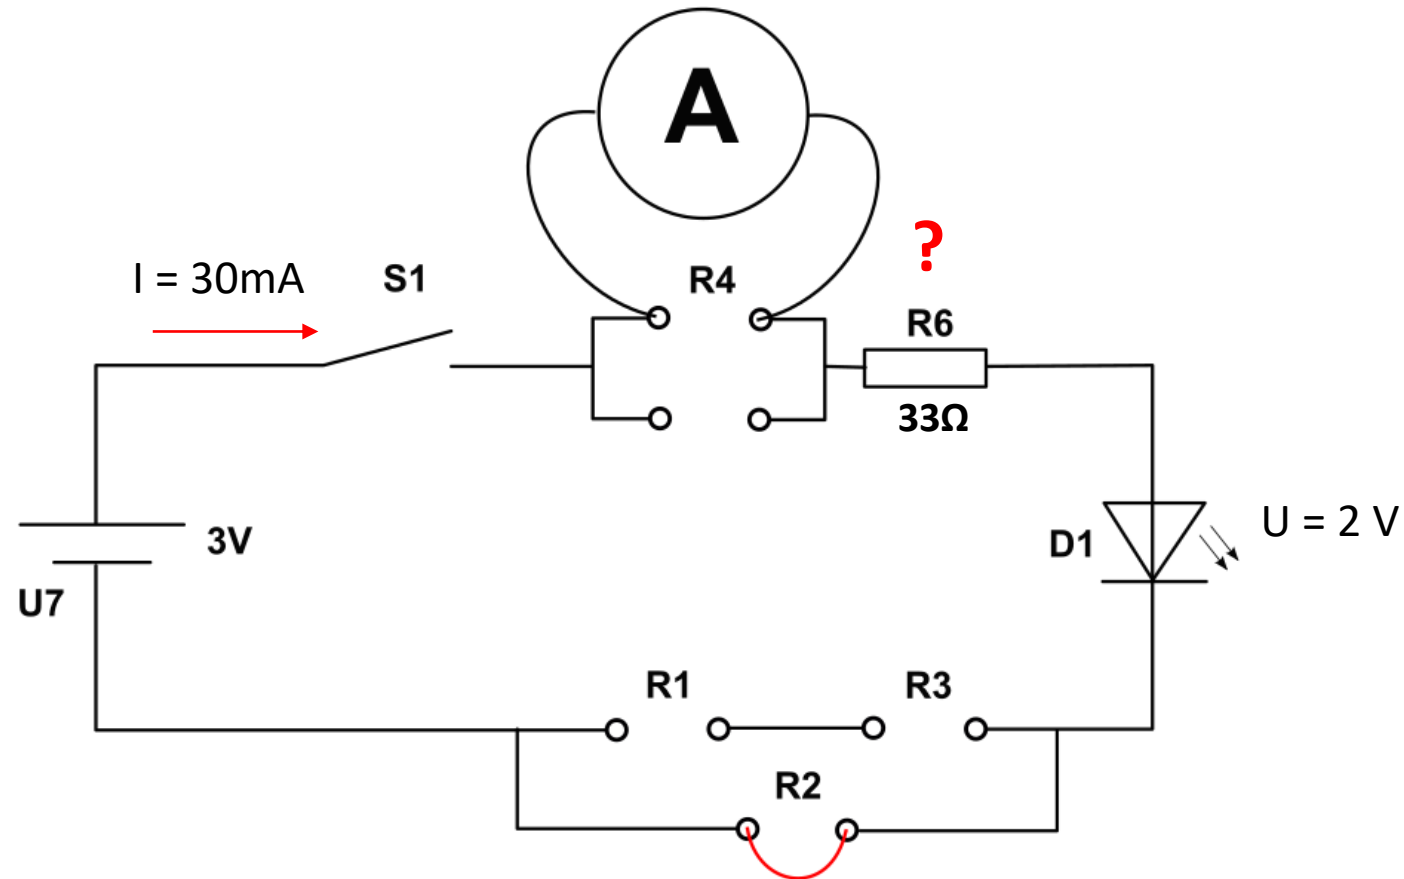 A
?
I = 30mA
S1
R4
R6
33Ω
3V
U7
D1
U = 2 V
R1
R3
R2